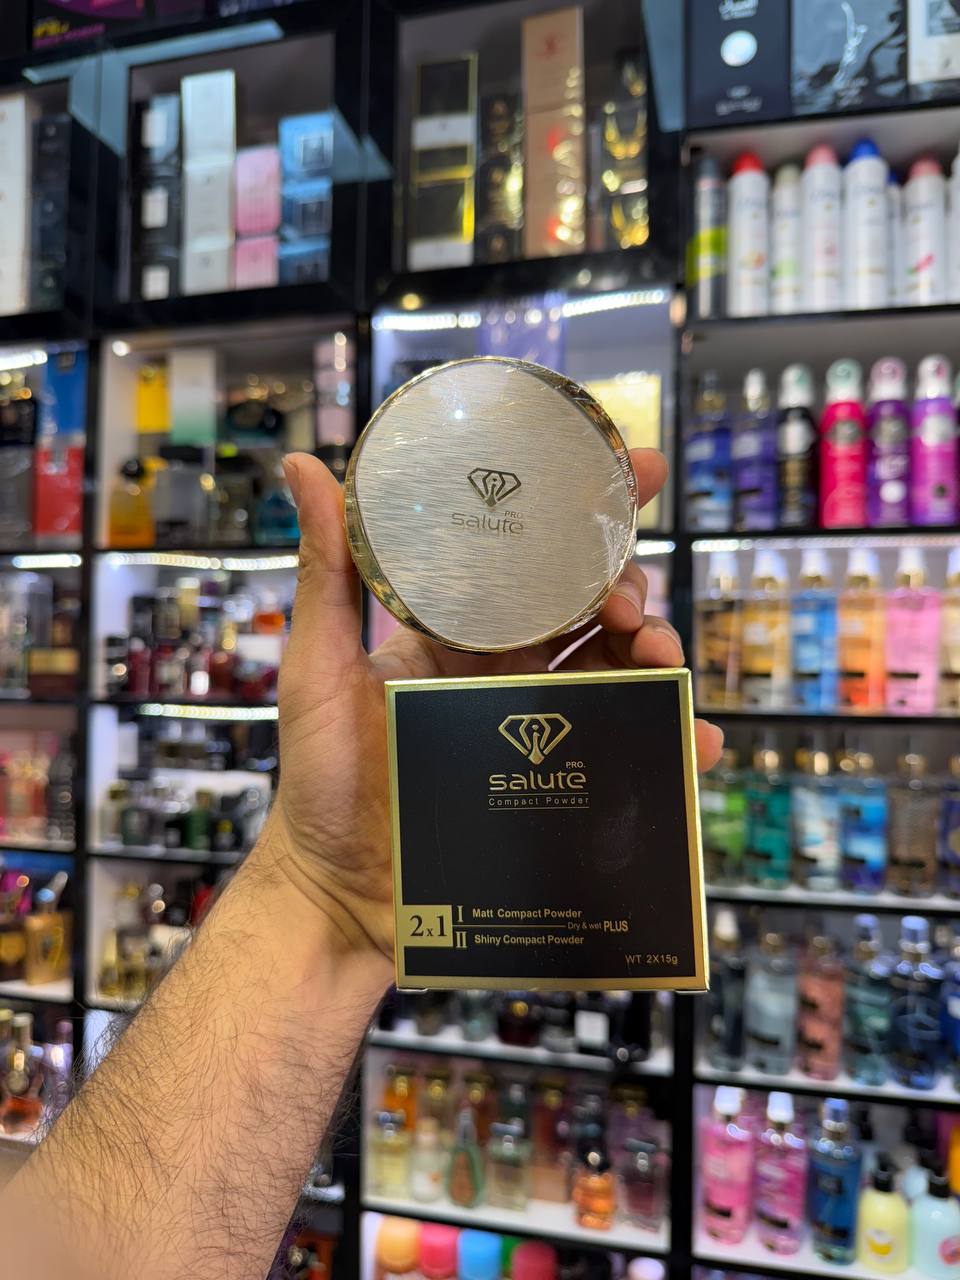 PRO.
salute
PRO.
salute
Compact Powder
2x1
I Matt Compact Powder
Dry & wet PLUS
II Shiny Compact Powder
WT 2X15g